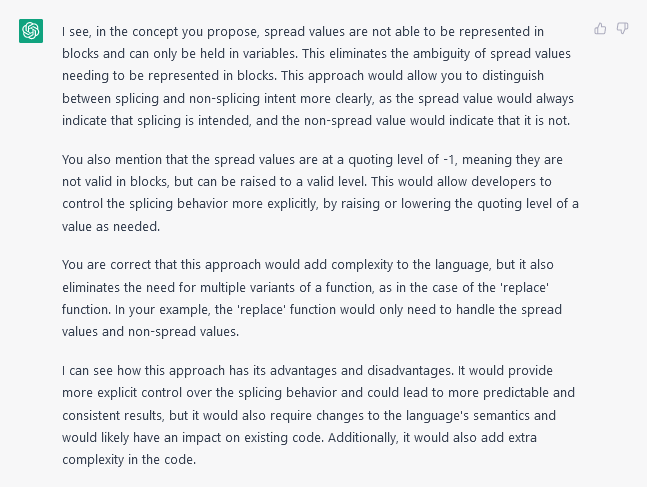 I see, in the concept you propose, spread values are not able to be represented in
blocks and can only be held in variables. This eliminates the ambiguity of spread values
needing to be represented in blocks. This approach would allow you to distinguish
between splicing and non-splicing intent more clearly, as the spread value would always
indicate that splicing is intended, and the non-spread value would indicate that it is not.
You also mention that the spread values are at a quoting level of -1, meaning they are
not valid in blocks, but can be raised to a valid level. This would allow developers to
control the splicing behavior more explicitly, by raising or lowering the quoting level of a
value as needed.
You are correct that this approach would add complexity to the language, but it also
eliminates the need for multiple variants of a function, as in the case of the 'replace'
function. In your example, the 'replace' function would only need to handle the spread
values and non-spread values.
I can see how this approach has its advantages and disadvantages. It would provide
more explicit control over the splicing behavior and could lead to more predictable and
consistent results, but it would also require changes to the language's semantics and
would likely have an impact on existing code. Additionally, it would also add extra
complexity in the code.